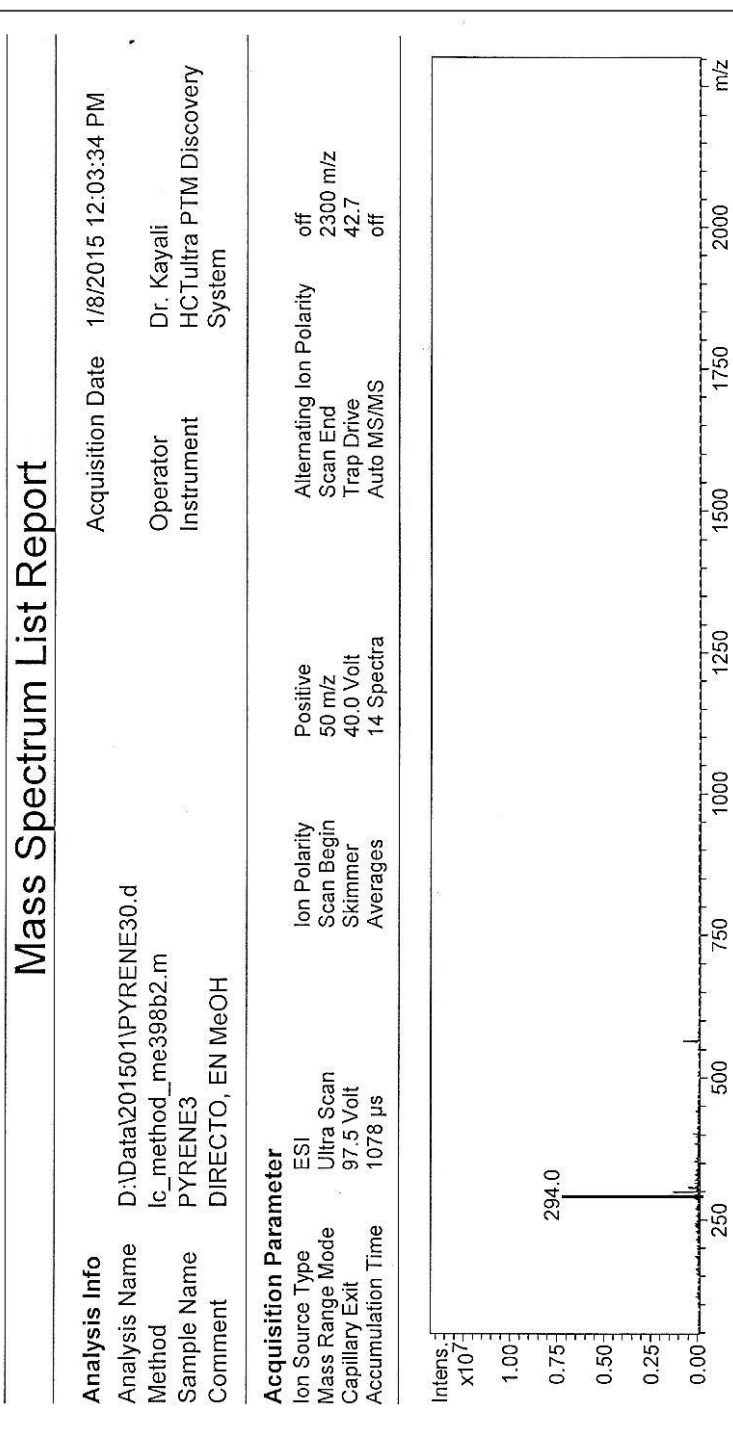 Mass Spectrum List Report
Analysis Info
Analysis Name D:\Data\201501\PYRENE30.d Acquisition Date 1/8/2015 12:03:34 PM
Method lc_method_me398b2.m Operator Dr. Kayali
Sample Name PYRENE3 Instrument HCTultra PTM Discovery
Comment DIRECTO, EN MeOH System
Acquisition Parameter
Ion Source Type ESI Ion Polarity Positive Alternating Ion Polarity off
Mass Range Mode Ultra Scan Scan Begin 50 m/z Scan End 2300 m/z
Capillary Exit 97.5 Volt Skimmer 40.0 Volt Trap Drive 42.7
Accumulation Time 1078 µs Averages 14 Spectra Auto MS/MS off
Intens.
x10⁷
1.00
0.75
0.50
0.25
0.00
294.0
250 500 750 1000 1250 1500 1750 2000 m/z